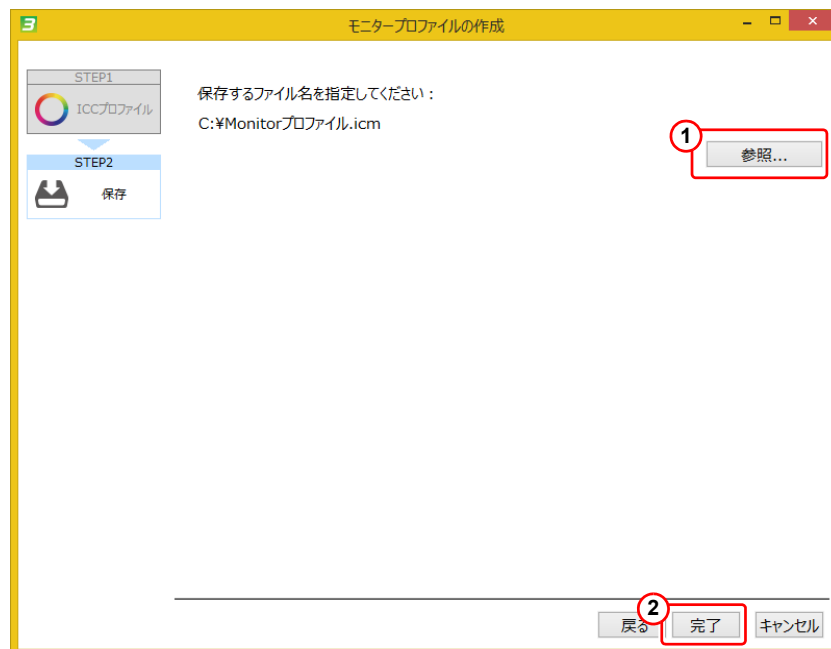 モニタープロファイルの作成
STEP1
ICCプロファイル
STEP2
保存
保存するファイル名を指定してください：
C:¥Monitorプロファイル.icm
1
参照...
2
戻る
完了
キャンセル